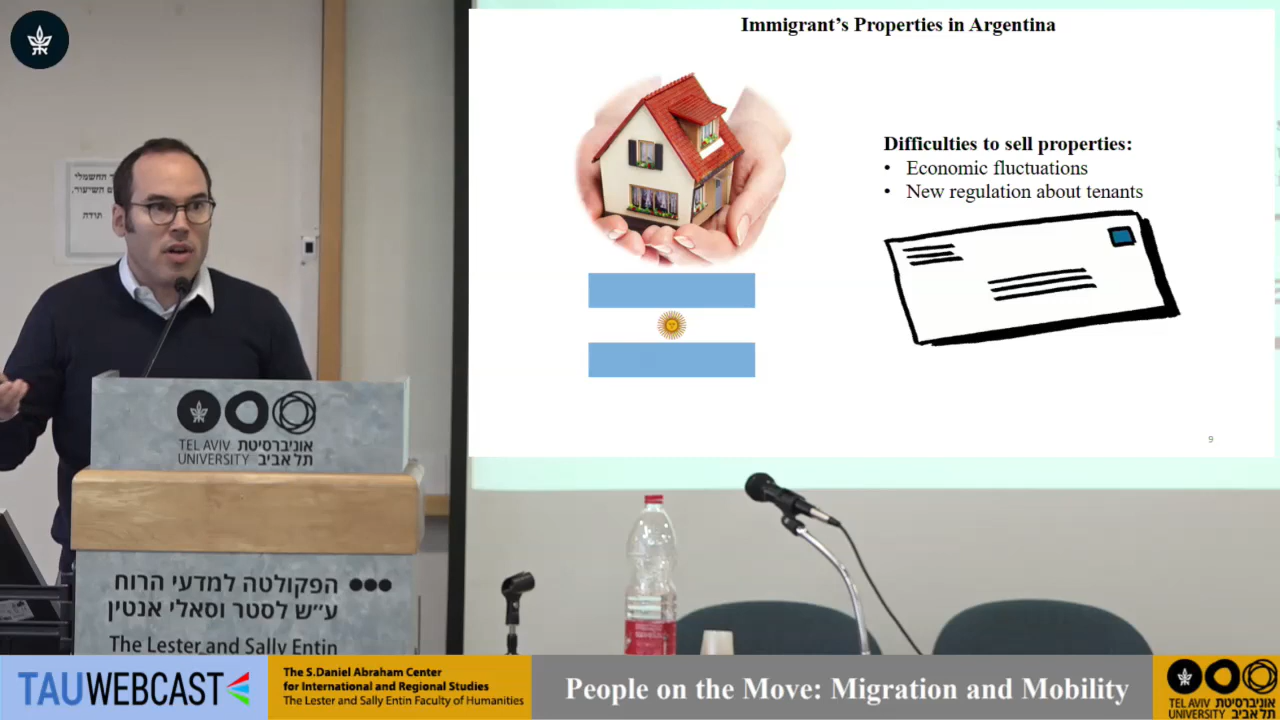 Immigrant's Properties in Argentina
Difficulties to sell properties:
• Economic fluctuations
• New regulation about tenants
9
החשמלי
השיעור.
תודה
TEL AVIV אוניברסיטת
UNIVERSITY תל אביב
הפקולטה למדעי הרוח
ע״ש לסטר וסאלי אנטין
The Lester and Sally Entin
TAUWEBCAST
The S.Daniel Abraham Center
for International and Regional Studies
The Lester and Sally Entin Faculty of Humanities
People on the Move: Migration and Mobility
TEL AVIV אוניברסיטת
UNIVERSITY תל אביב